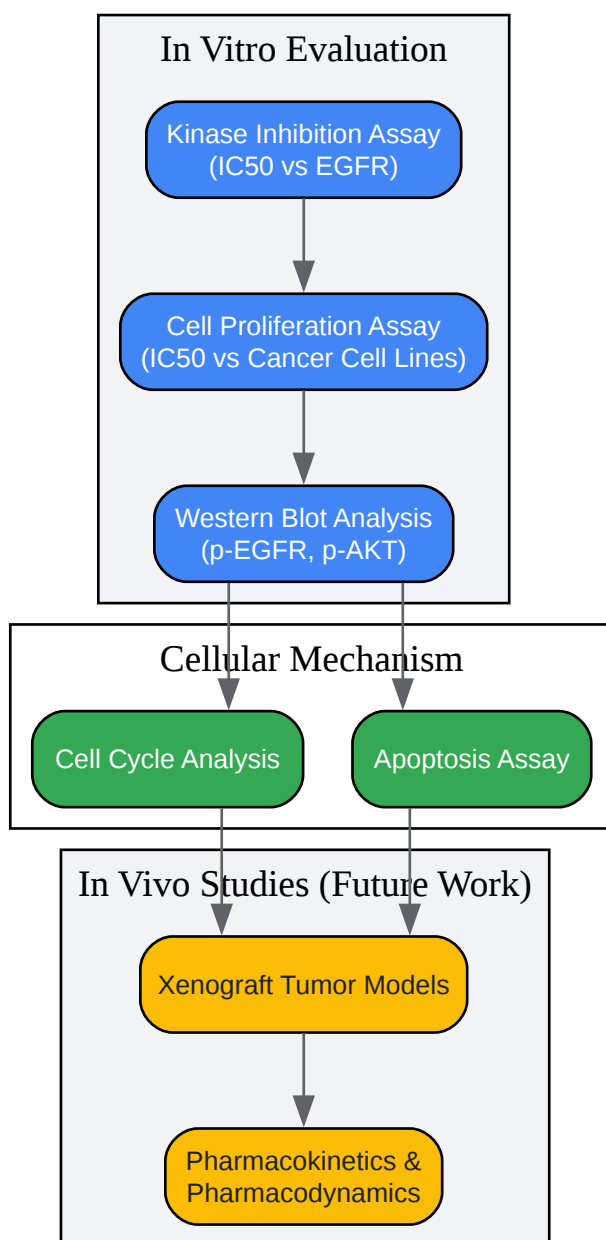 In Vitro Evaluation
Kinase Inhibition Assay
(IC50 vs EGFR)
Cell Proliferation Assay
(IC50 vs Cancer Cell Lines)
Western Blot Analysis
(p-EGFR, p-AKT)
Cellular Mechanism
Cell Cycle Analysis
Apoptosis Assay
In Vivo Studies (Future Work)
Xenograft Tumor Models
Pharmacokinetics &
Pharmacodynamics